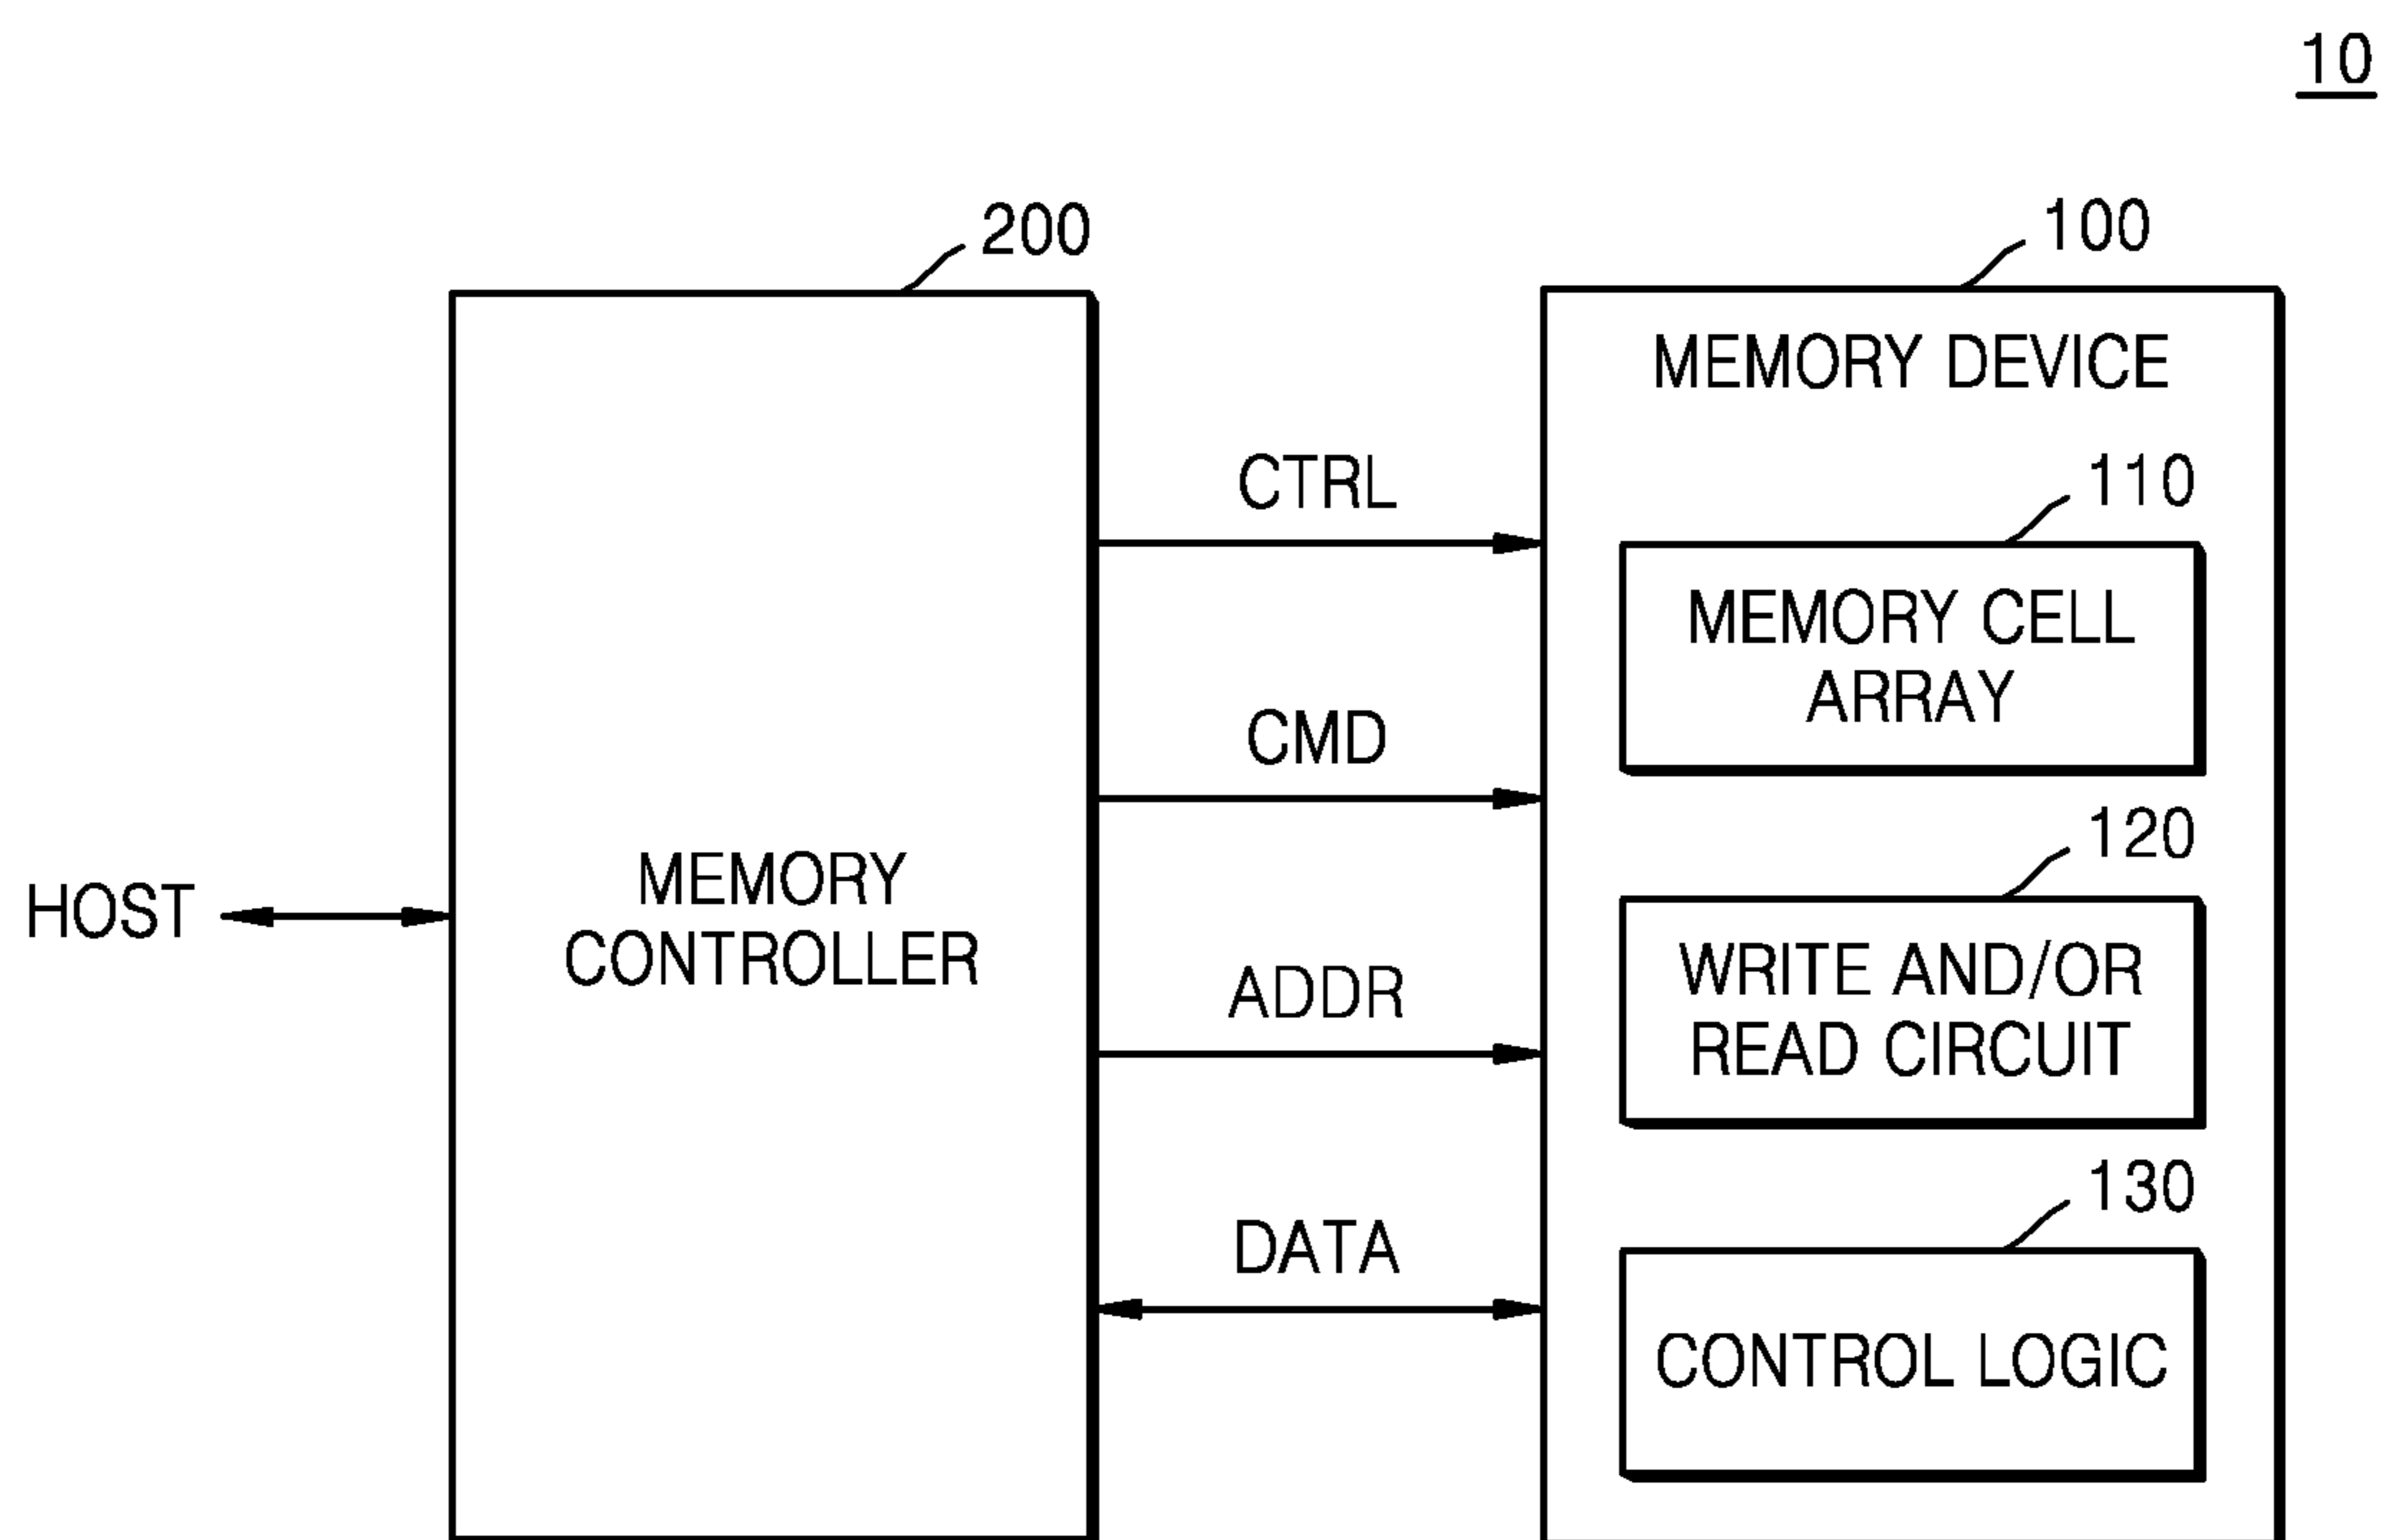 10
200
100
MEMORY DEVICE
CTRL
110
MEMORY CELL
ARRAY
CMD
120
HOST
MEMORY
CONTROLLER
WRITE AND/OR
READ CIRCUIT
ADDR
130
DATA
CONTROL LOGIC